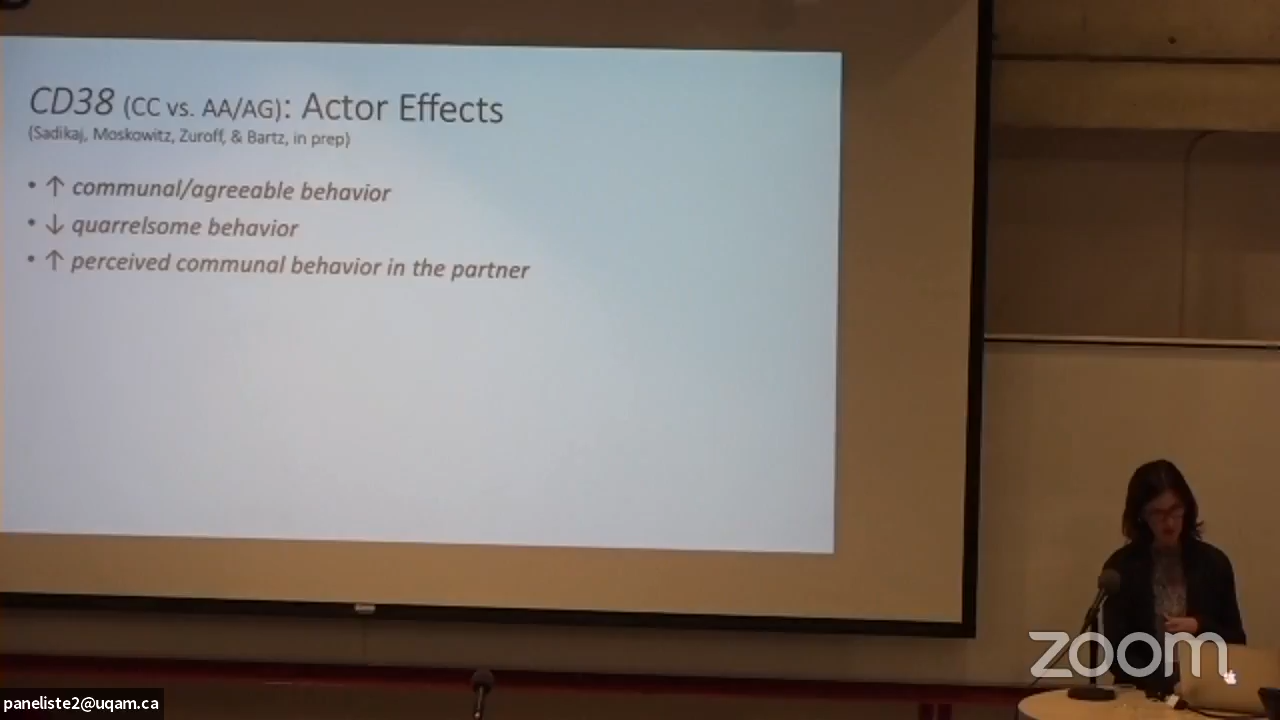 CD38 (CC vs. AA/AG): Actor Effects
(Sadikaj, Moskowitz, Zuroff, & Bartz, in prep)
• ↑ communal/agreeable behavior
• ↓ quarrelsome behavior
• ↑ perceived communal behavior in the partner
zoom
paneliste2@uqam.ca